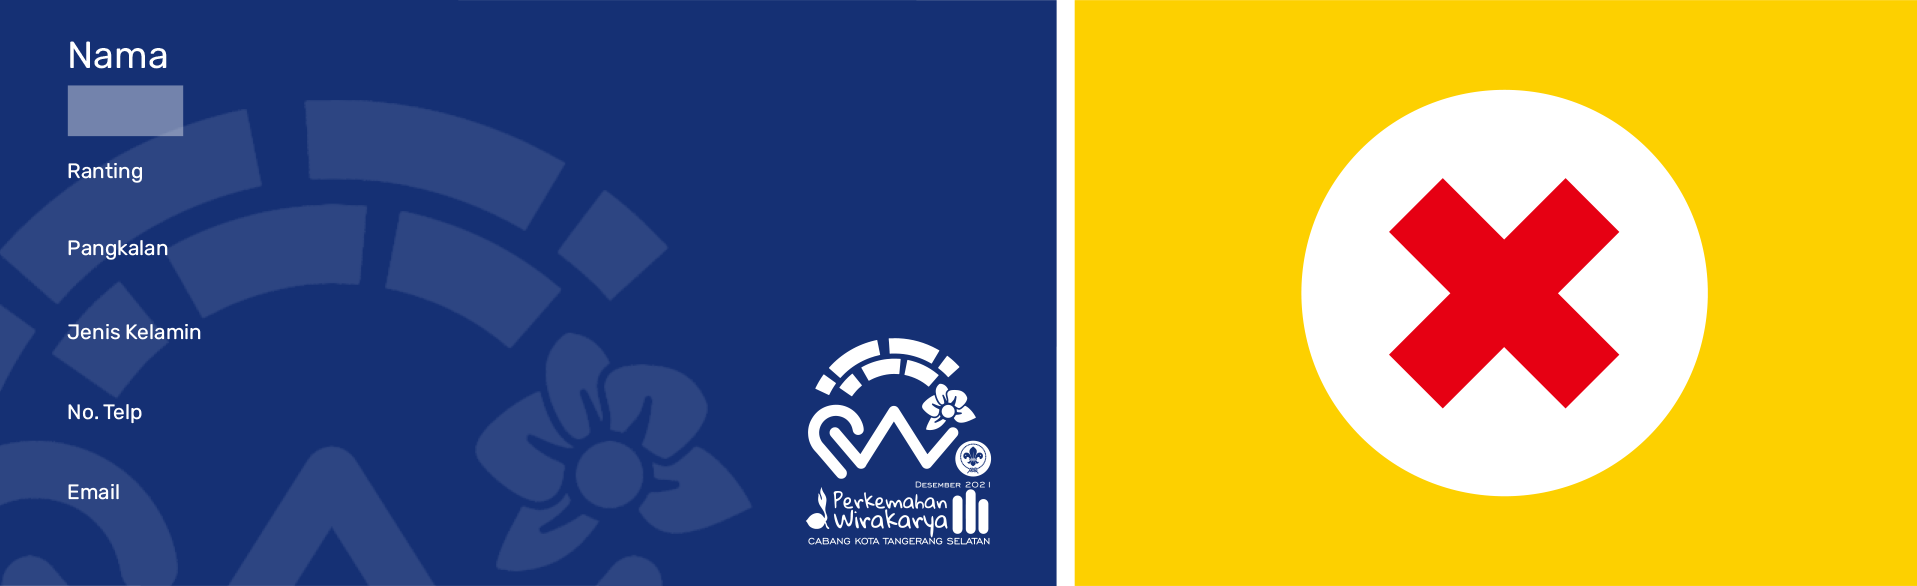 Nama
Ranting
Pangkalan
Jenis Kelamin
No. Telp
Email
DESEMBER 2021
Perkemahan
Wirakarya
CABANG KOTA TANGERANG SELATAN